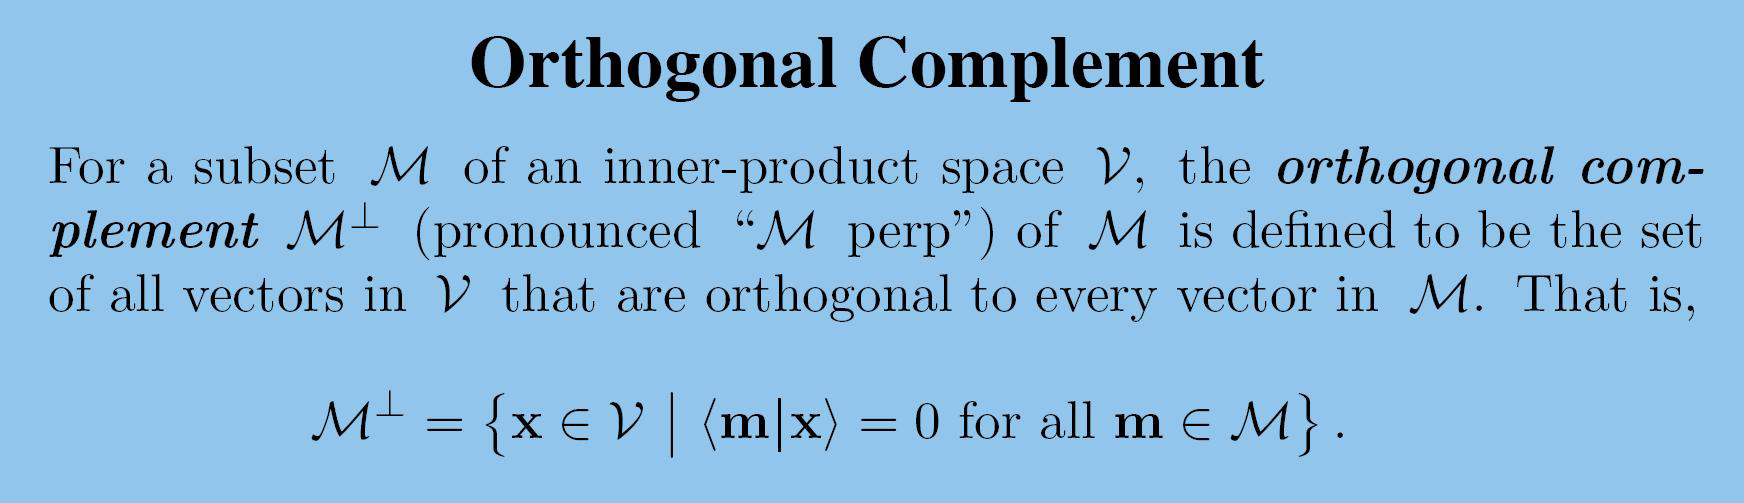 Orthogonal Complement
For a subset ℳ of an inner-product space 𝒱, the orthogonal com-
plement ℳ⊥ (pronounced “ℳ perp”) of ℳ is defined to be the set
of all vectors in 𝒱 that are orthogonal to every vector in ℳ. That is,
ℳ⊥ = {x ∈ 𝒱 | ⟨m|x⟩ = 0 for all m ∈ ℳ}.